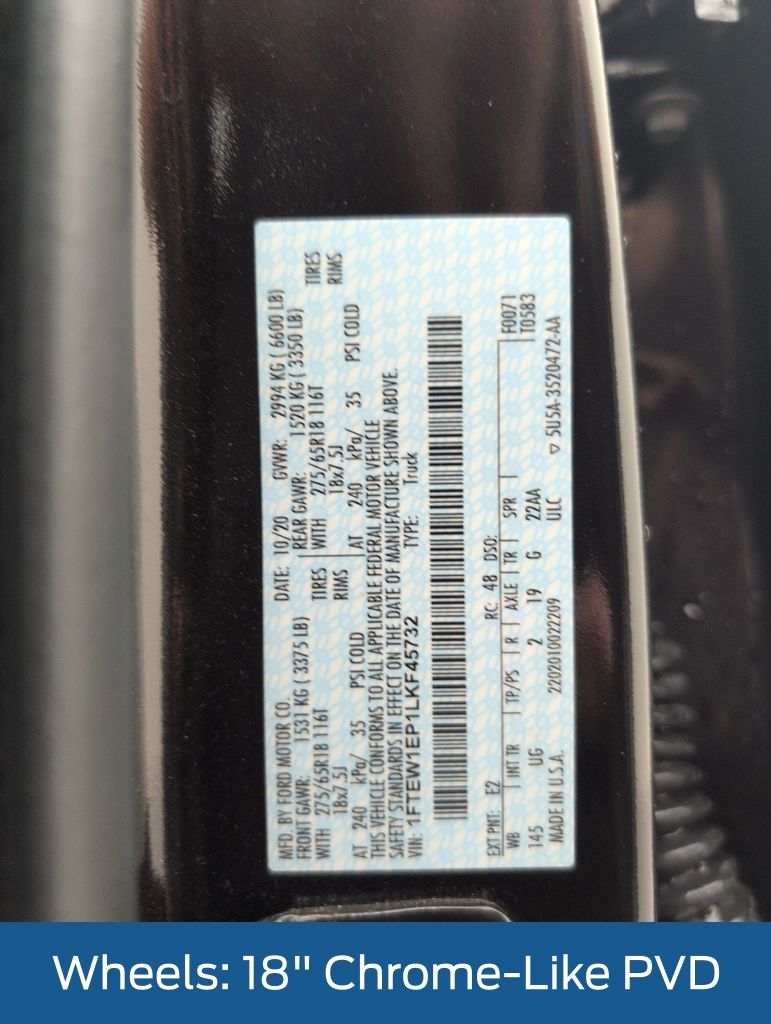 MFD. BY FORD MOTOR CO. DATE: 10/20 GVWR: 2994 KG ( 6600 LB)
FRONT GAWR: 1531 KG ( 3375 LB) REAR GAWR: 1520 KG ( 3350 LB)
WITH 275/65R18 116T TIRES WITH 275/65R18 116T TIRES
18x7.5J RIMS 18x7.5J RIMS
AT 240 kPa/ 35 PSI COLD AT 240 kPa/ 35 PSI COLD
THIS VEHICLE CONFORMS TO ALL APPLICABLE FEDERAL MOTOR VEHICLE
SAFETY STANDARDS IN EFFECT ON THE DATE OF MANUFACTURE SHOWN ABOVE.
VIN: 1FTEW1EP1LKF45732 TYPE: Truck
EXT PNT: E2 RC: 48 DSO: F0071
WB INT TR TP/PS R AXLE TR SPR T0583
145 UG 2 19 G 22AA
MADE IN U.S.A. 2202010022209 ULC ▽ 5U5A-3520472-AA
Wheels: 18" Chrome-Like PVD